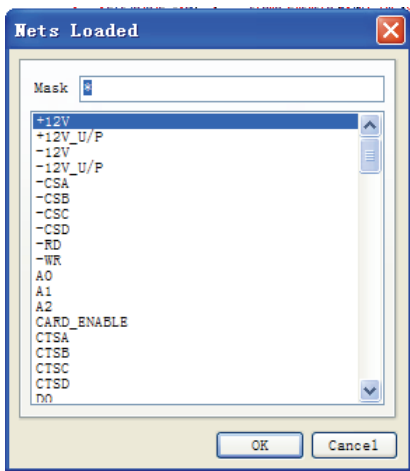 Nets Loaded
Mask *
+12V
+12V_U/P
-12V
-12V_U/P
-CSA
-CSB
-CSC
-CSD
-RD
-WR
A0
A1
A2
CARD_ENABLE
CTSA
CTSB
CTSC
CTSD
D0
OK Cancel